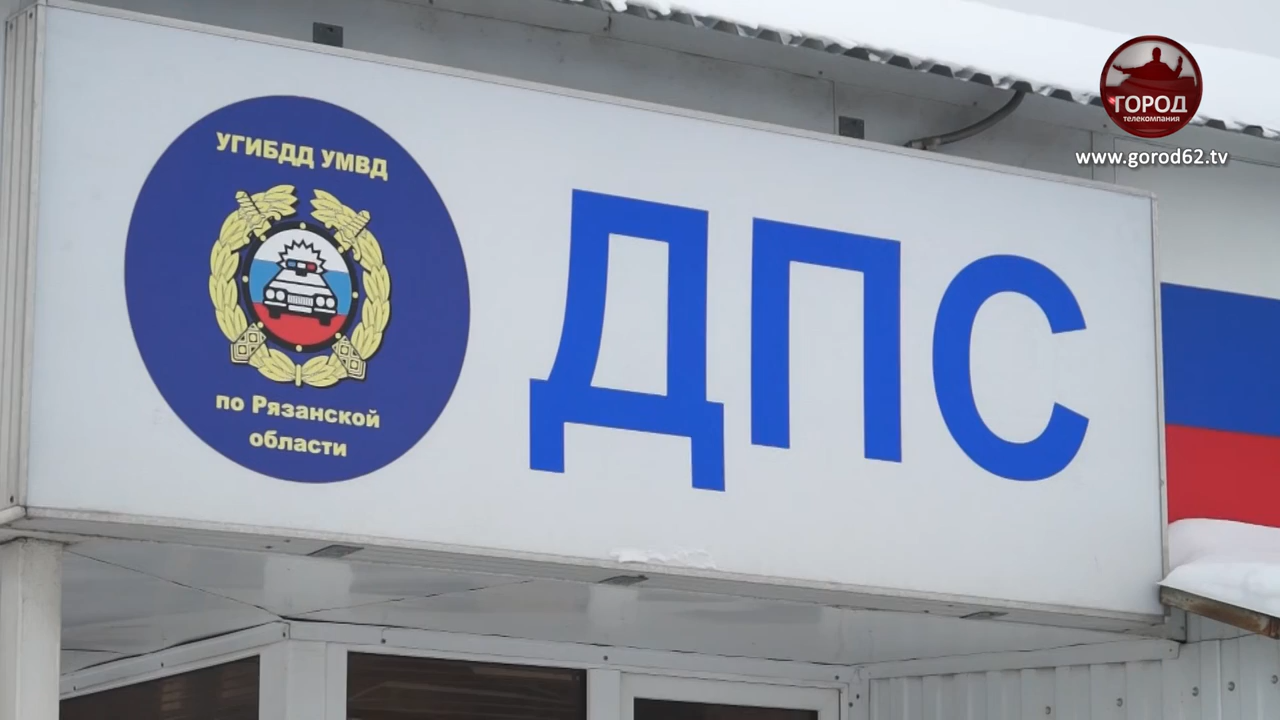 УГИБДД УМВД
по Рязанской
области
ДПС
ГОРОД
телекомпания
www.gorod62.tv